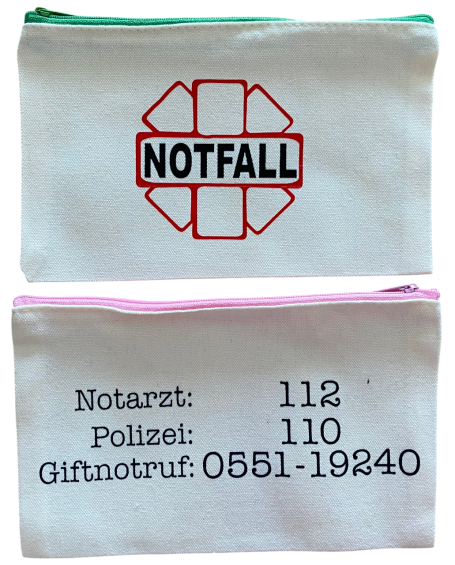 NOTFALL
Notarzt: 112
Polizei: 110
Giftnotruf: 0551-19240